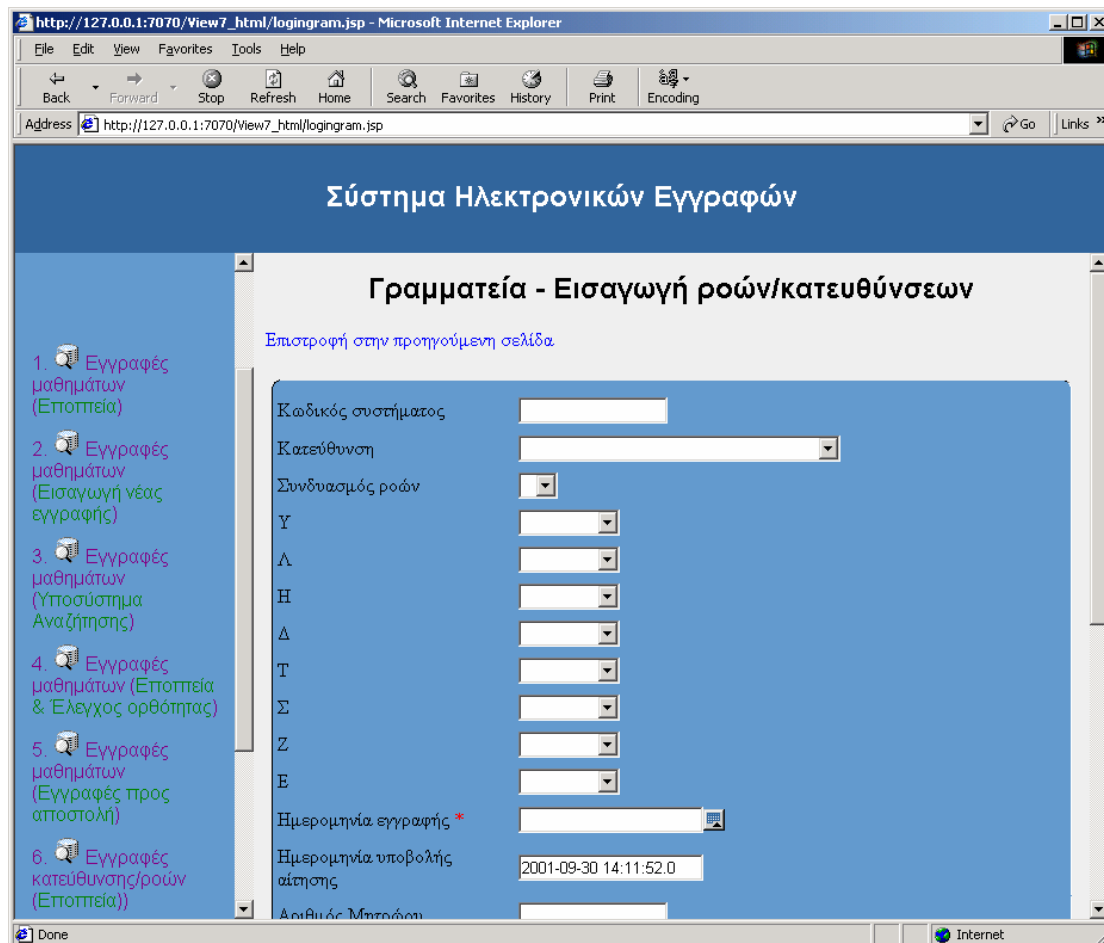 http://127.0.0.1:7070/View7_html/logingram.jsp - Microsoft Internet Explorer
File Edit View Favorites Tools Help
Back Forward Stop Refresh Home Search Favorites History Print Encoding
Address http://127.0.0.1:7070/View7_html/logingram.jsp Go Links »
Σύστημα Ηλεκτρονικών Εγγραφών
1. Εγγραφές
μαθημάτων
(Εποπτεία)
2. Εγγραφές
μαθημάτων
(Εισαγωγή νέας
εγγραφής)
3. Εγγραφές
μαθημάτων
(Υποσύστημα
Αναζήτησης)
4. Εγγραφές
μαθημάτων (Εποπτεία
& Έλεγχος ορθότητας)
5. Εγγραφές
μαθημάτων
(Εγγραφές προς
αποστολή)
6. Εγγραφές
κατεύθυνσης/ροών
(Εποπτεία))
Γραμματεία - Εισαγωγή ροών/κατευθύνσεων
Επιστροφή στην προηγούμενη σελίδα
Κωδικός συστήματος
Κατεύθυνση
Συνδυασμός ροών
Υ
Λ
Η
Δ
Τ
Σ
Ζ
Ε
Ημερομηνία εγγραφής *
Ημερομηνία υποβολής
αίτησης
2001-09-30 14:11:52.0
Αριθμός Μητρώου
Done
Internet